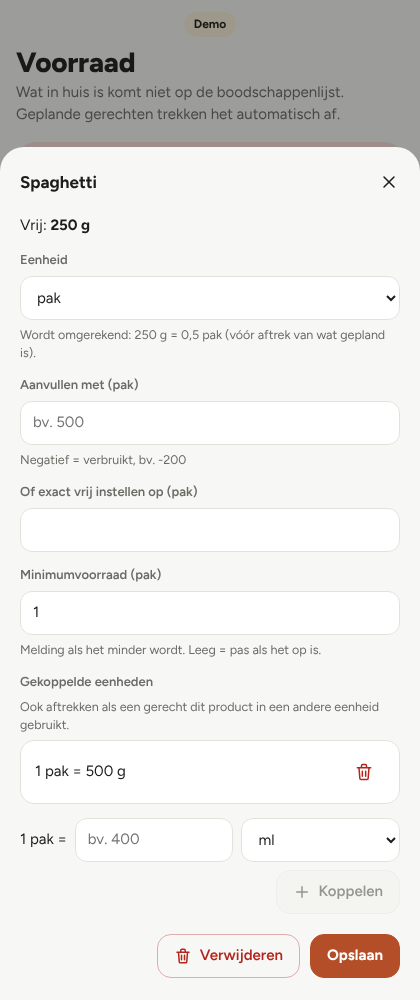 Demo
Voorraad
Wat in huis is komt niet op de boodschappenlijst.
Geplande gerechten trekken het automatisch af.
Spaghetti
Vrij: 250 g
Eenheid
pak
Wordt omgerekend: 250 g = 0,5 pak (vóór aftrek van wat gepland
is).
Aanvullen met (pak)
bv. 500
Negatief = verbruikt, bv. -200
Of exact vrij instellen op (pak)
Minimumvoorraad (pak)
1
Melding als het minder wordt. Leeg = pas als het op is.
Gekoppelde eenheden
Ook aftrekken als een gerecht dit product in een andere eenheid
gebruikt.
1 pak = 500 g
1 pak = bv. 400 ml
+ Koppelen
Verwijderen Opslaan